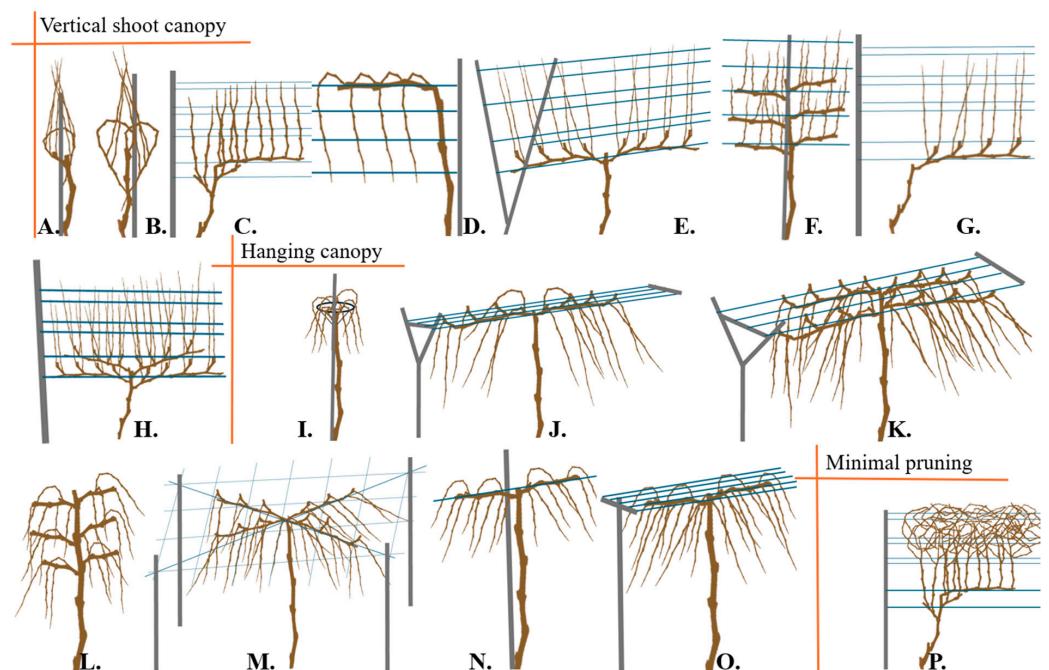 Vertical shoot canopy
A.
B.
C.
D.
E.
F.
G.
Hanging canopy
H.
I.
J.
K.
Minimal pruning
L.
M.
N.
O.
P.